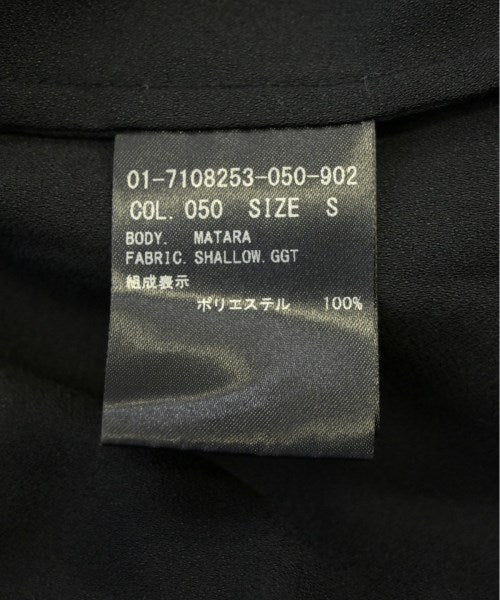 01-7108253-050-902
COL. 050 SIZE S
BODY. MATARA
FABRIC. SHALLOW. GGT
組成表示
ポリエステル 100%